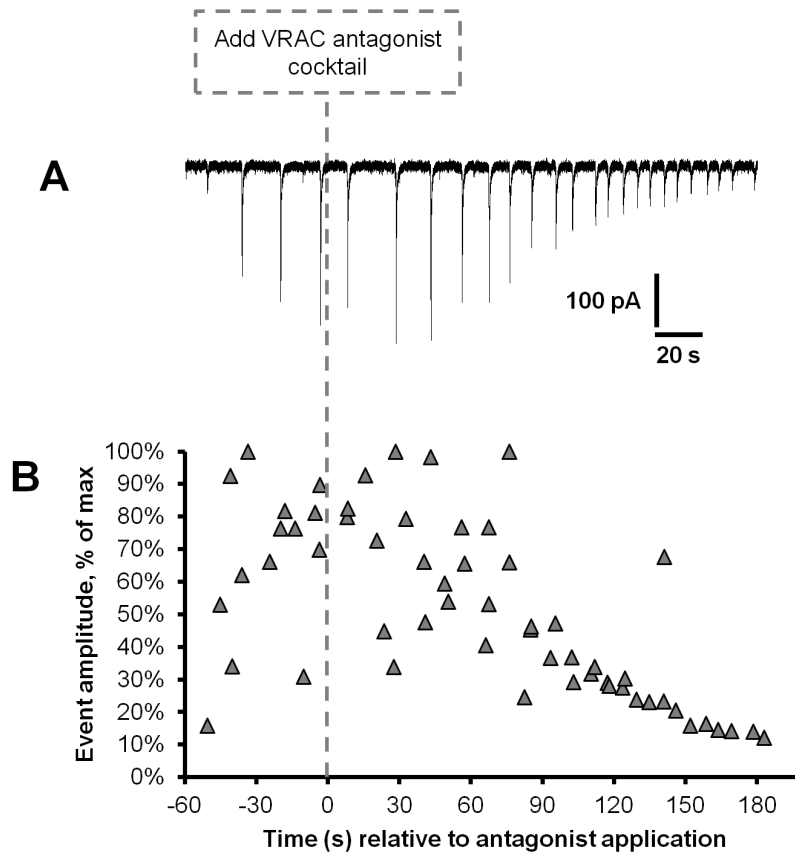 Add VRAC antagonist
cocktail
A
100 pA
20 s
B
Event amplitude, % of max
100%
90%
80%
70%
60%
50%
40%
30%
20%
10%
0%
-60 -30 0 30 60 90 120 150 180
Time (s) relative to antagonist application